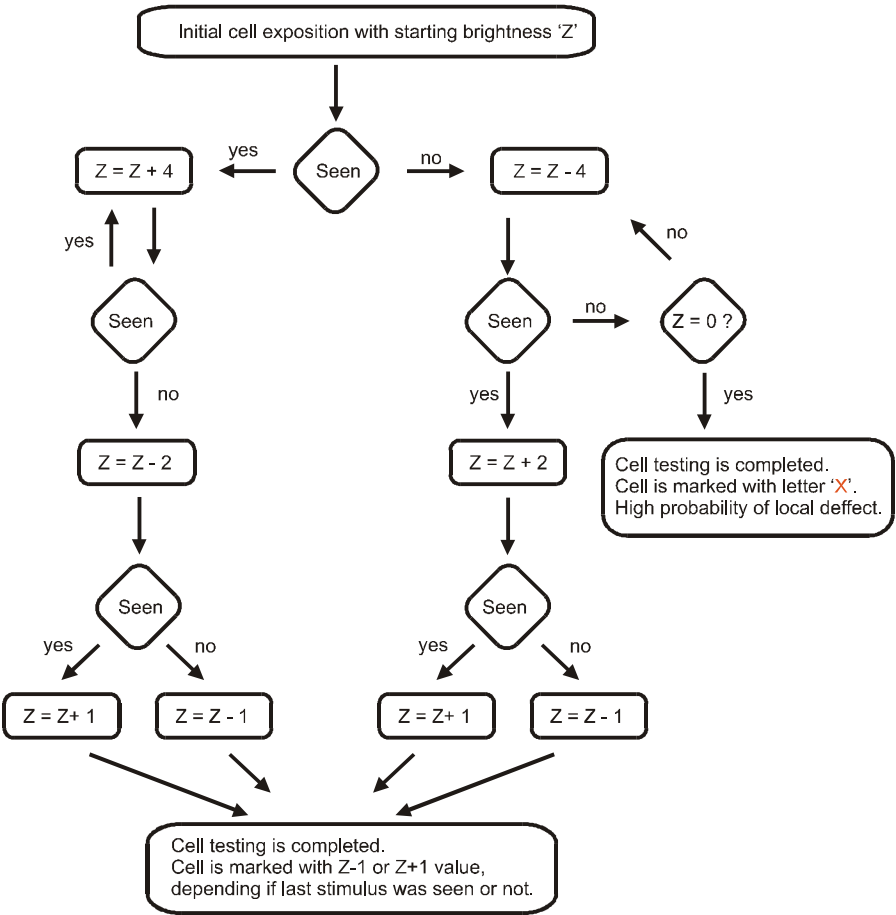 Initial cell exposition with starting brightness ‘Z’
yes
no
Z = Z + 4
Seen
Z = Z - 4
yes
no
Seen
Seen
no
Z = 0 ?
no
yes
yes
Z = Z - 2
Z = Z + 2
Cell testing is completed.
Cell is marked with letter ‘X’.
High probability of local deffect.
Seen
Seen
yes
no
yes
no
Z = Z+ 1
Z = Z - 1
Z = Z+ 1
Z = Z - 1
Cell testing is completed.
Cell is marked with Z-1 or Z+1 value,
depending if last stimulus was seen or not.